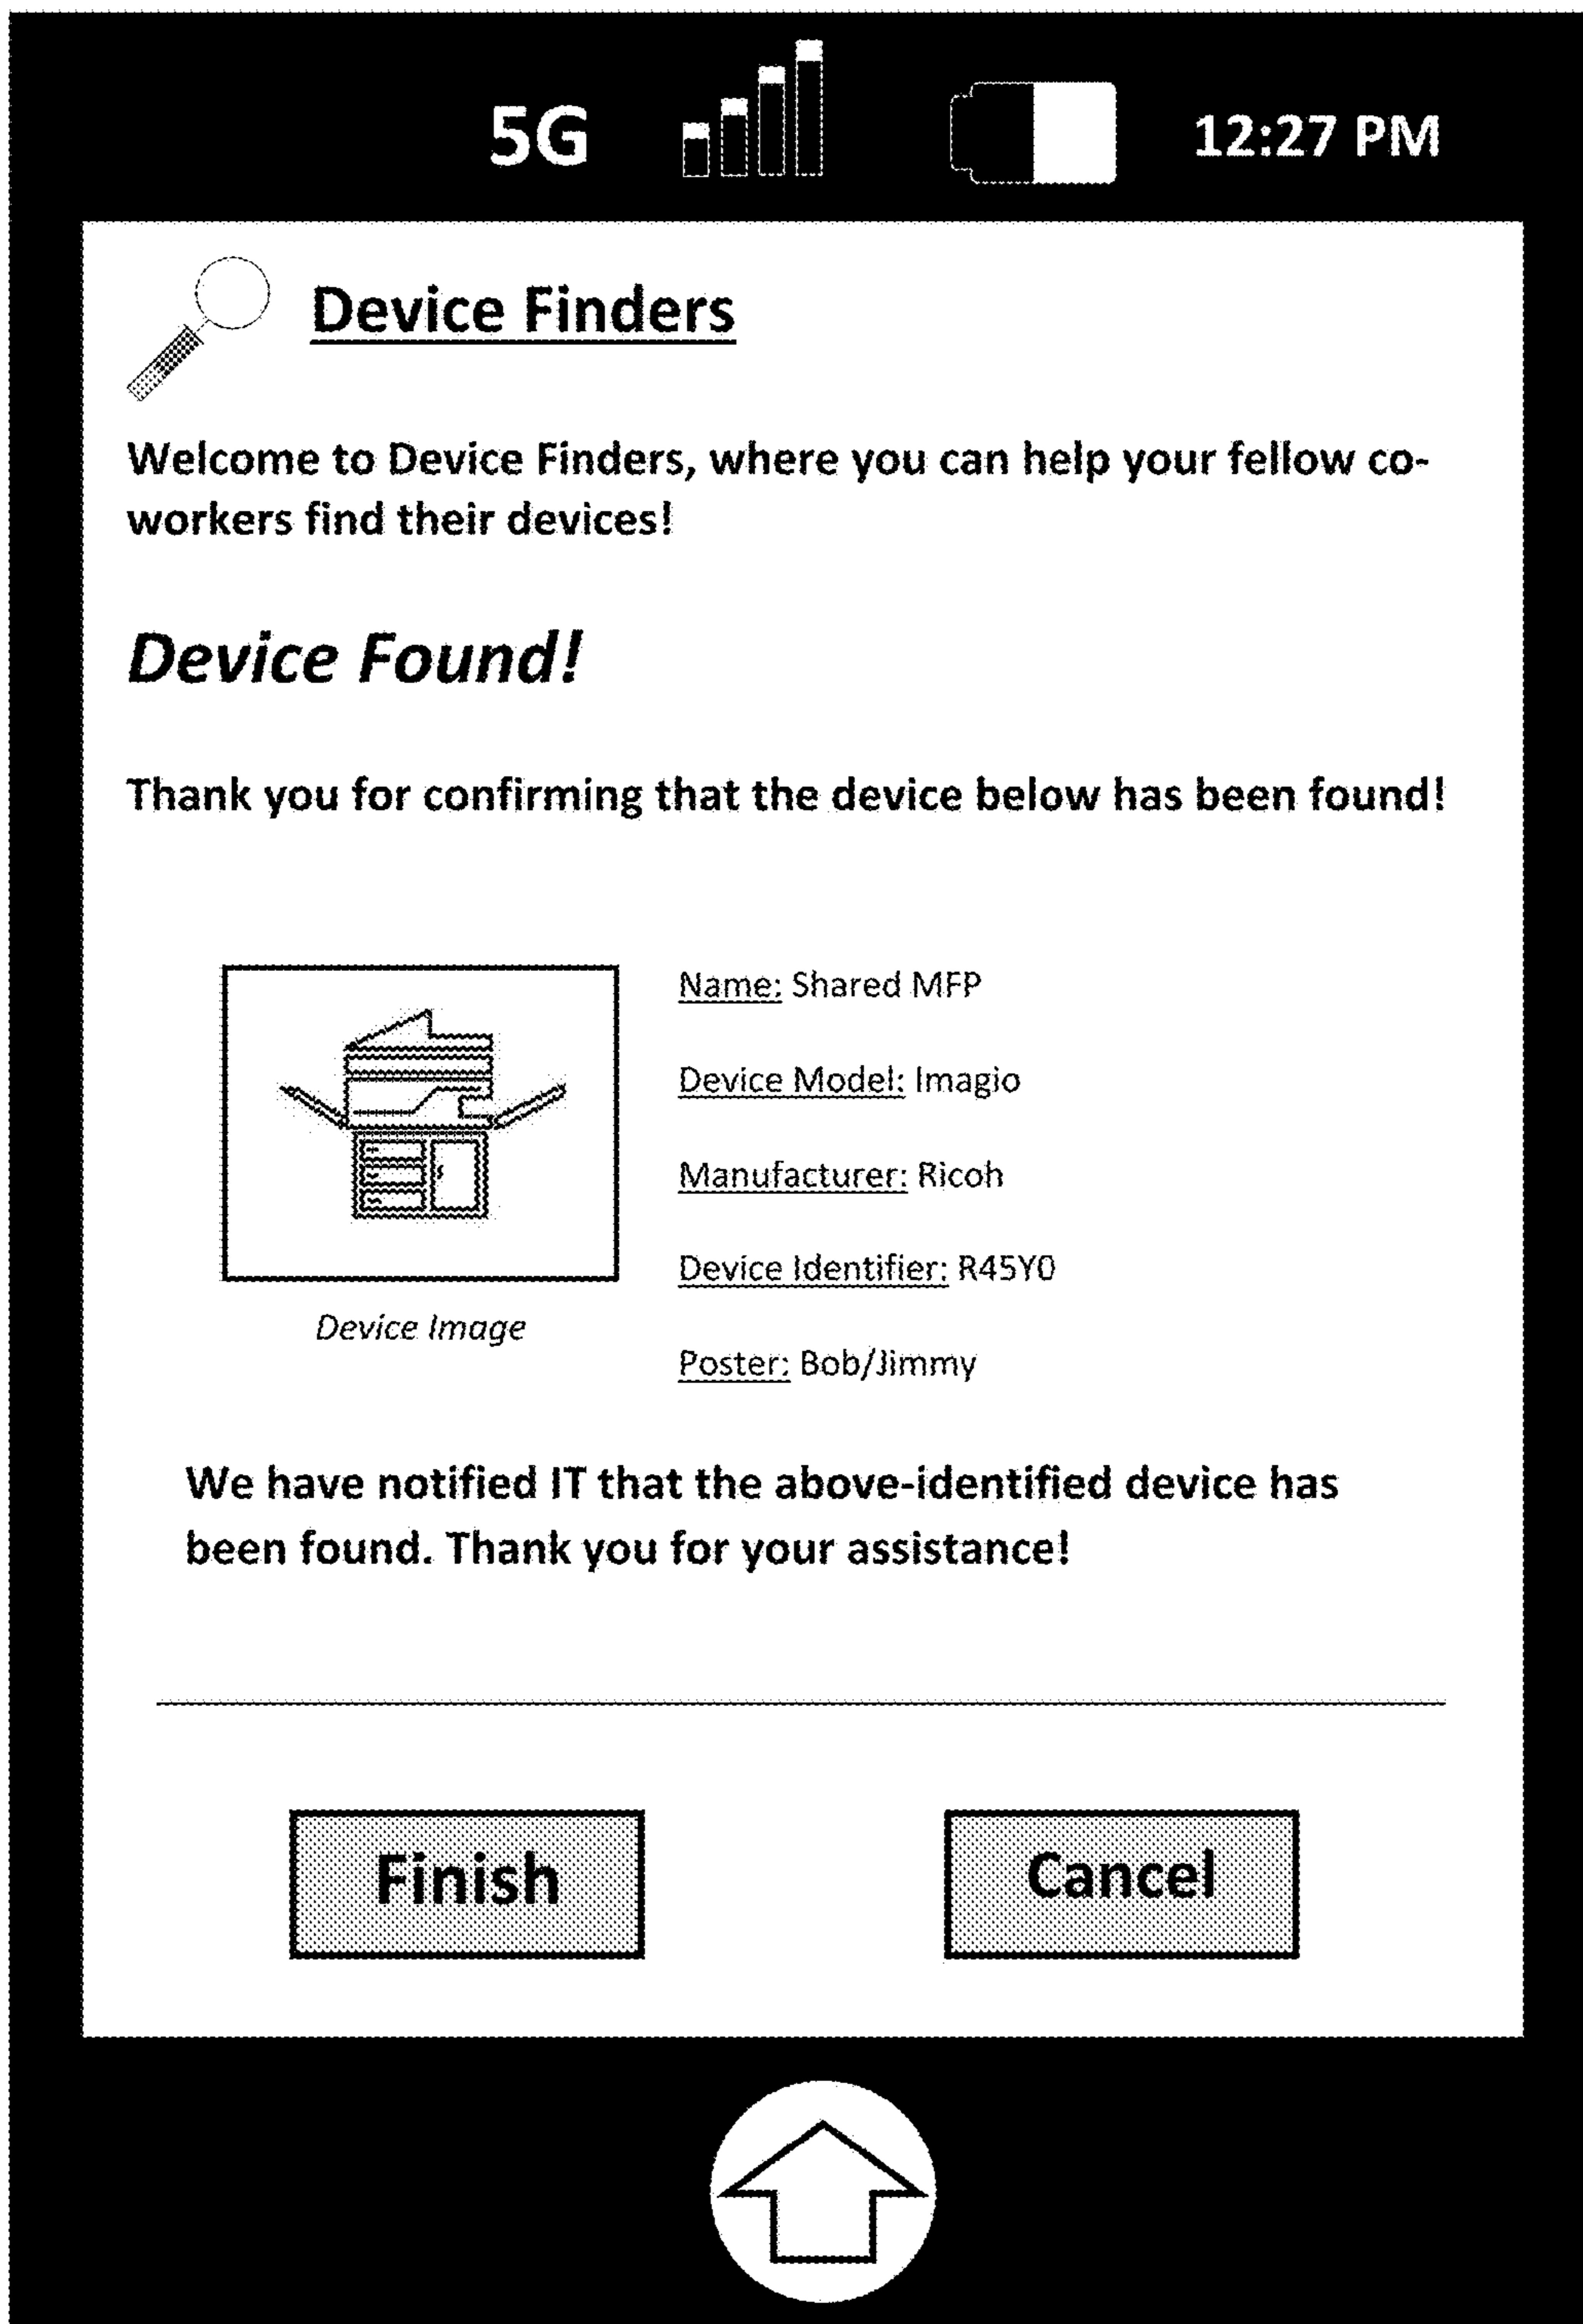 5G
12:27 PM
Device Finders
Welcome to Device Finders, where you can help your fellow co-
workers find their devices!
Device Found!
Thank you for confirming that the device below has been found!
Name: Shared MFP
Device Model: Imagio
Manufacturer: Ricoh
Device Identifier: R45Y0
Device Image
Poster: Bob/Jimmy
We have notified IT that the above-identified device has
been found. Thank you for your assistance!
Finish
Cancel